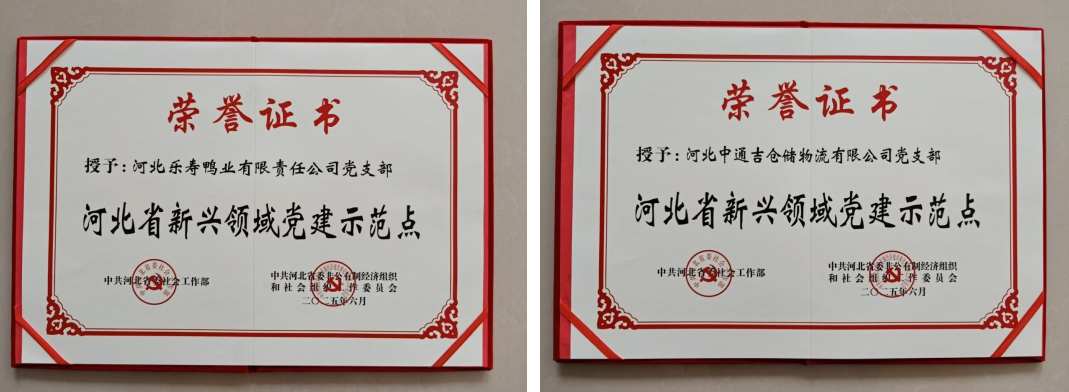 荣誉证书
授予：河北乐寿鸭业有限责任公司党支部
河北省新兴领域党建示范点
中共河北省委社会工作部
中共河北省委非公有制经济组织
和社会组织工作委员会
二〇二五年六月
荣誉证书
授予：河北中通吉仓储物流有限公司党支部
河北省新兴领域党建示范点
中共河北省委社会工作部
中共河北省委非公有制经济组织
和社会组织工作委员会
二〇二五年六月